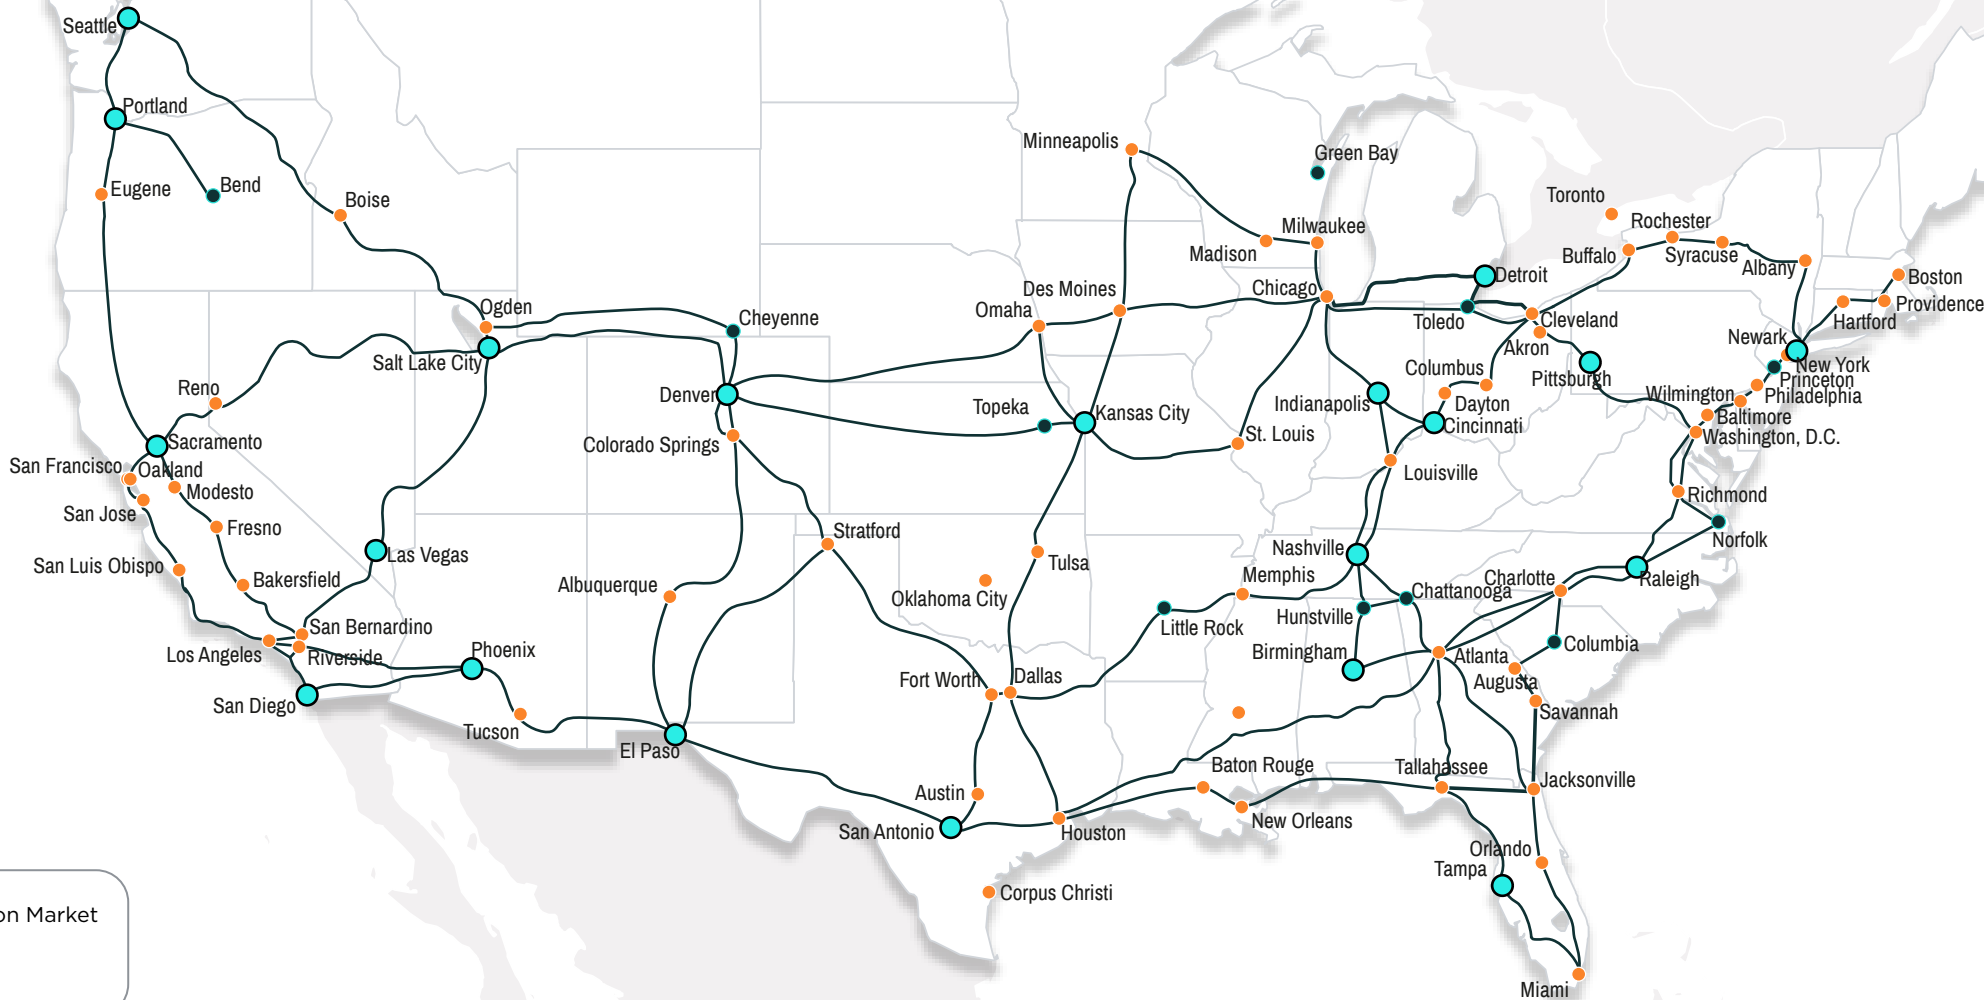 Seattle
Portland
Eugene
Bend
Boise
Ogden
Salt Lake City
Reno
Sacramento
San Francisco
Oakland
Modesto
San Jose
Fresno
San Luis Obispo
Bakersfield
Las Vegas
San Bernardino
Los Angeles
Riverside
San Diego
Phoenix
Tucson
Cheyenne
Denver
Colorado Springs
Albuquerque
Stratford
El Paso
Minneapolis
Green Bay
Madison
Milwaukee
Des Moines
Omaha
Chicago
Topeka
Kansas City
St. Louis
Tulsa
Oklahoma City
Fort Worth
Dallas
Austin
San Antonio
Houston
Corpus Christi
Little Rock
Memphis
Baton Rouge
New Orleans
Detroit
Toledo
Cleveland
Akron
Columbus
Dayton
Pittsburgh
Indianapolis
Cincinnati
Louisville
Nashville
Hunstville
Chattanooga
Birmingham
Atlanta
Charlotte
Raleigh
Columbia
Augusta
Savannah
Tallahassee
Jacksonville
Orlando
Tampa
Miami
Toronto
Rochester
Buffalo
Syracuse
Albany
Boston
Providence
Hartford
Newark
New York
Princeton
Philadelphia
Wilmington
Baltimore
Washington, D.C.
Richmond
Norfolk
on Market